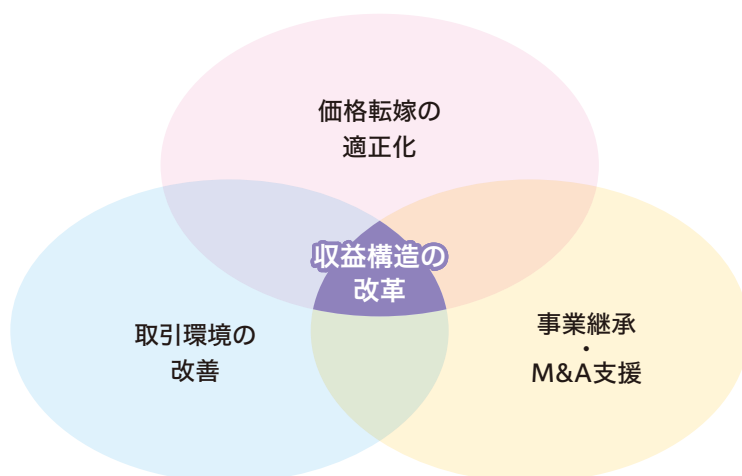 価格転嫁の
適正化
収益構造の
改革
取引環境の
改善
事業継承
・
M&A支援